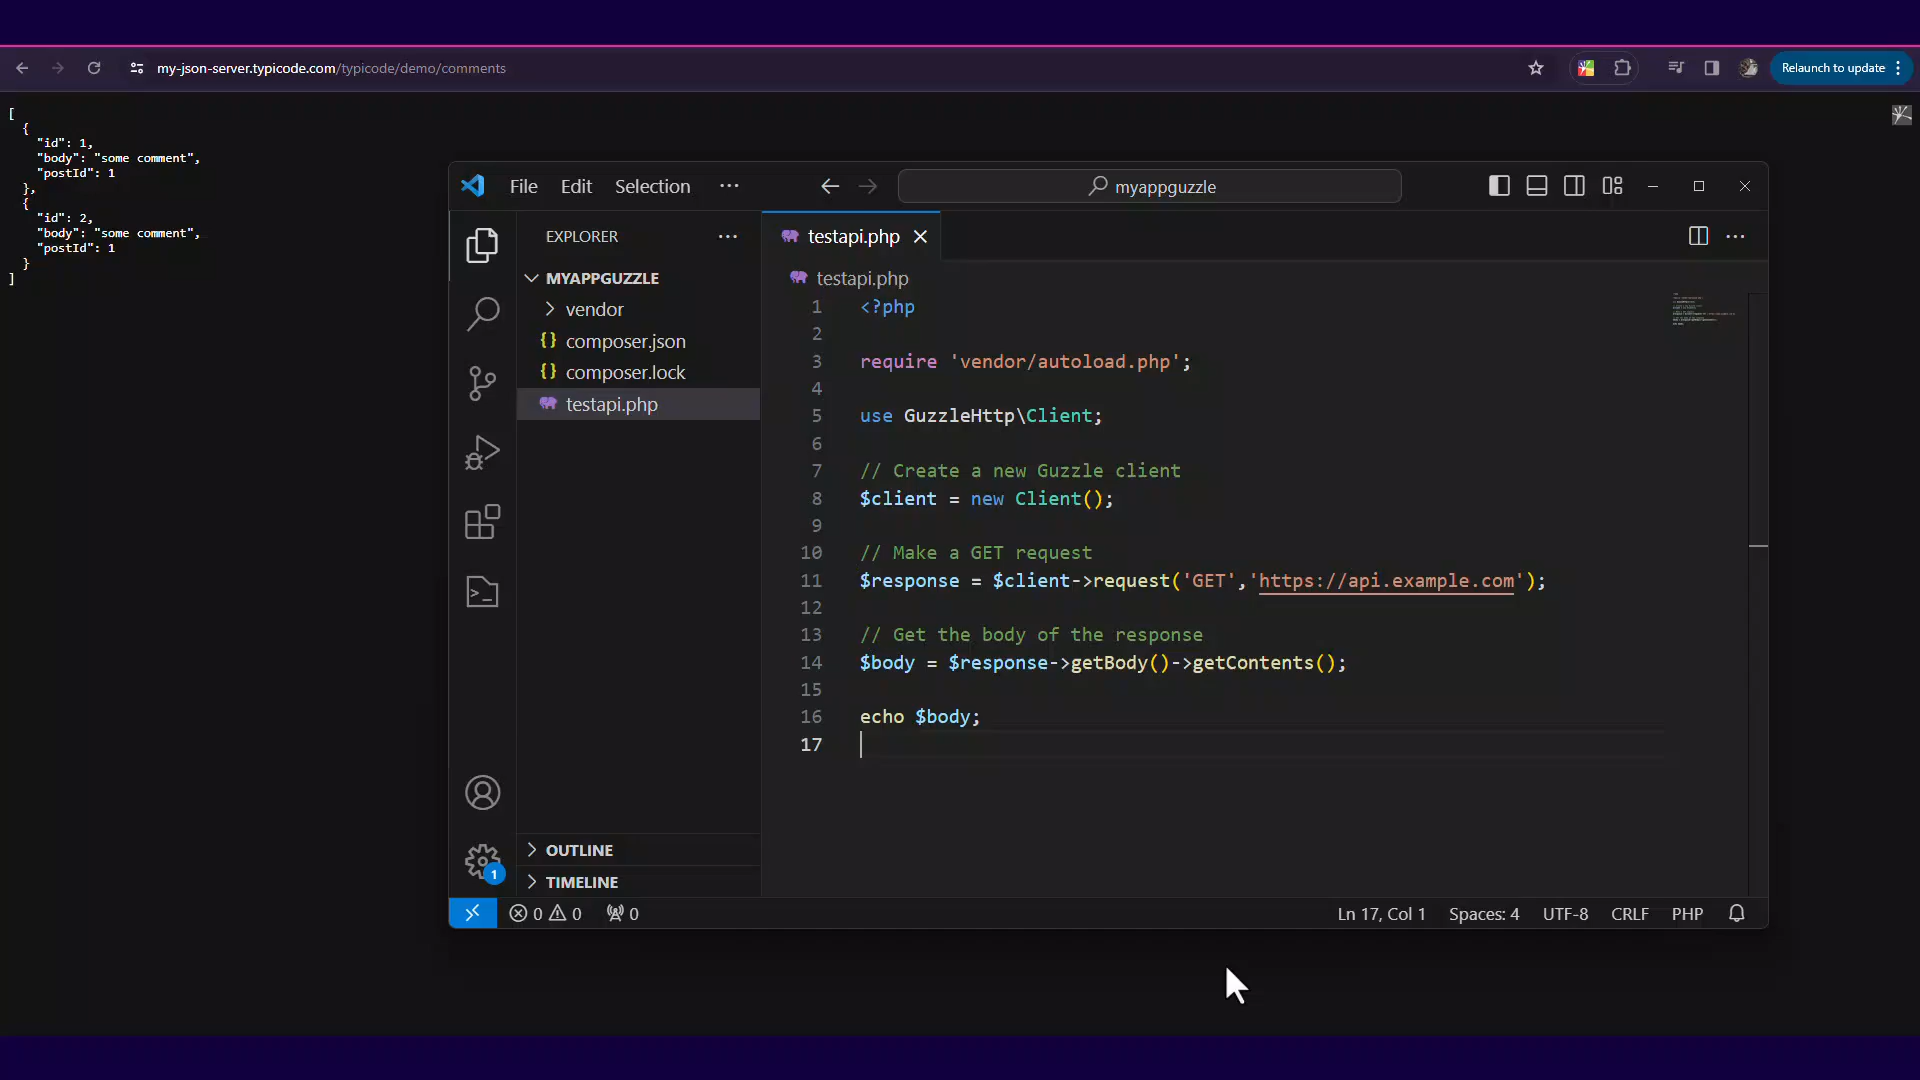 my-json-server.typicode.com/typicode/demo/comments
Relaunch to update
[
  {
    "id": 1,
    "body": "some comment",
    "postId": 1
  },
  {
    "id": 2,
    "body": "some comment",
    "postId": 1
  }
]
File Edit Selection ··· myappguzzle
EXPLORER ···
MYAPPGUZZLE
vendor
{} composer.json
{} composer.lock
testapi.php
OUTLINE
TIMELINE
1
testapi.php
testapi.php
1 <?php
2
3 require 'vendor/autoload.php';
4
5 use GuzzleHttp\Client;
6
7 // Create a new Guzzle client
8 $client = new Client();
9
10 // Make a GET request
11 $response = $client->request('GET','https://api.example.com');
12
13 // Get the body of the response
14 $body = $response->getBody()->getContents();
15
16 echo $body;
17
0 0 0 Ln 17, Col 1 Spaces: 4 UTF-8 CRLF PHP